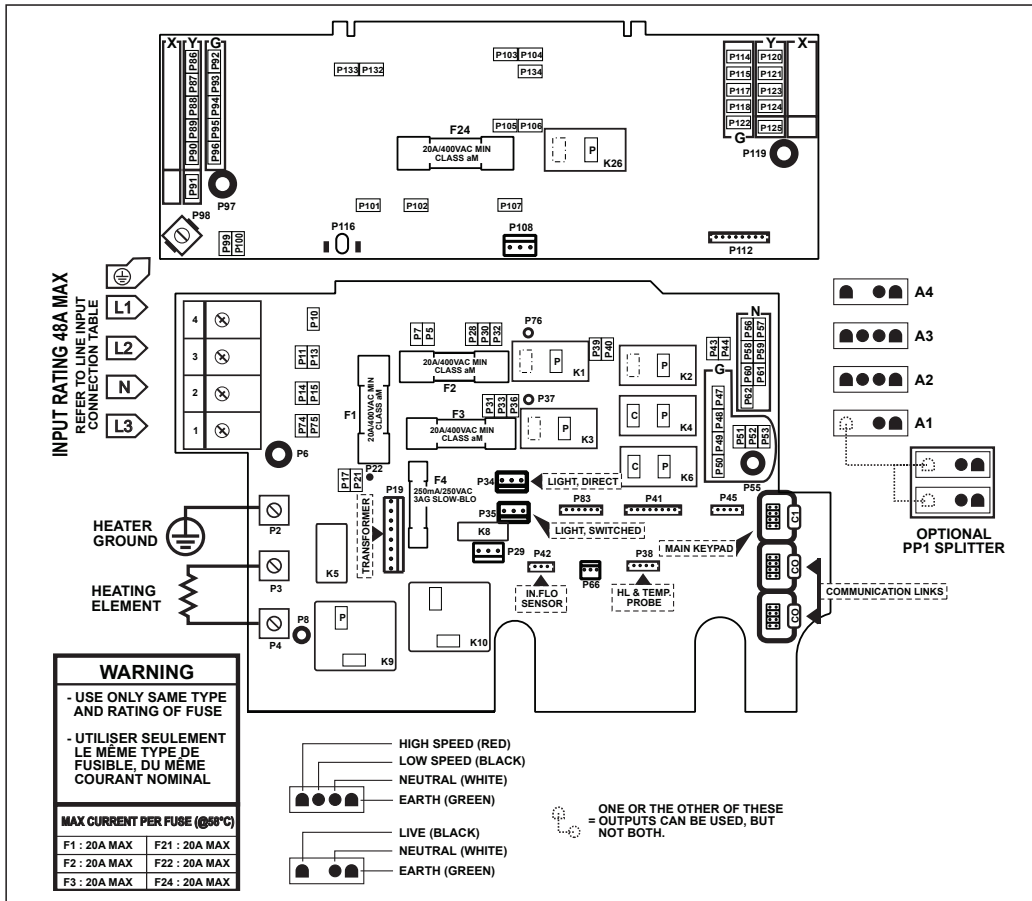 X Y G
P86
P87
P88
P89
P90
P91
P92
P93
P94
P95
P96
P97
P98
P99
P100
P133 P132
P103 P104
P134
F24
20A/400VAC MIN
CLASS aM
P105 P106
P
K26
P101
P102
P107
P116
P108
P112
Y X
P114
P115
P117
P118
P122
G
P120
P121
P123
P124
P125
P119
INPUT RATING 48A MAX
REFER TO LINE INPUT
CONNECTION TABLE
L1
L2
N
L3
4
3
2
1
P10
P11 P13
P14 P15
P74 P75
P6
P7 P5
P28 P30 P32
P76
20A/400VAC MIN
CLASS aM
F2
P
K1
P39 P40
K2
P
P43 P44
N
P56 P57
P58 P59
P60 P61
P62
G
P47
P48
P49
P50
P51 P52 P53
P55
F1
20A/400VAC MIN
CLASS aM
P31 P33 P36
P37
F3
20A/400VAC MIN
CLASS aM
P
K3
C P
K4
C P
K6
P17 P21
P22
P19
TRANSFORMER
F4
250mA/250VAC
3AG SLOW-BLO
P34
LIGHT, DIRECT
P35
LIGHT, SWITCHED
K8
P29
P83
P41
P45
P42
IN.FLO
SENSOR
P66
P38
HL & TEMP.
PROBE
MAIN KEYPAD
C1
CO
CO
COMMUNICATION LINKS
A4
A3
A2
A1
OPTIONAL
PP1 SPLITTER
HEATER
GROUND
P2
HEATING
ELEMENT
P3
P4
K5
P8
P
K9
K10
WARNING
- USE ONLY SAME TYPE
AND RATING OF FUSE
- UTILISER SEULEMENT
LE MÊME TYPE DE
FUSIBLE, DU MÊME
COURANT NOMINAL
MAX CURRENT PER FUSE (@58°C)
F1 : 20A MAX F21 : 20A MAX
F2 : 20A MAX F22 : 20A MAX
F3 : 20A MAX F24 : 20A MAX
HIGH SPEED (RED)
LOW SPEED (BLACK)
NEUTRAL (WHITE)
EARTH (GREEN)
LIVE (BLACK)
NEUTRAL (WHITE)
EARTH (GREEN)
ONE OR THE OTHER OF THESE
= OUTPUTS CAN BE USED, BUT
NOT BOTH.